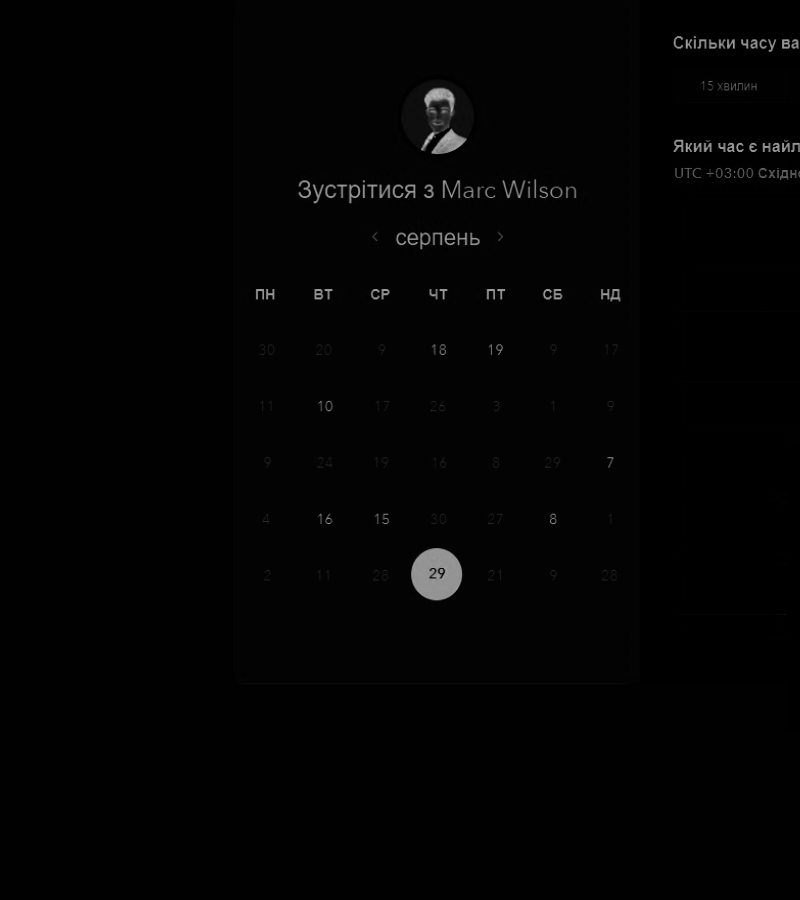 Зустрітися з Marc Wilson
серпень
ПН ВТ СР ЧТ ПТ СБ НД
30 20 9 18 19 9 17
11 10 17 26 3 1 9
9 24 19 16 8 29 7
4 16 15 30 27 8 1
2 11 28 29 21 9 28
Скільки часу ва
15 хвилин
Який час є найл
UTC +03:00 Східн